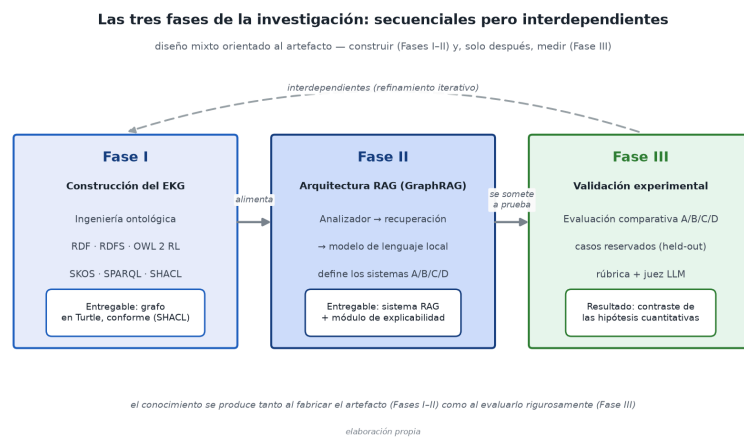 Las tres fases de la investigación: secuenciales pero interdependientes
diseño mixto orientado al artefacto — construir (Fases I–II) y, solo después, medir (Fase III)
interdependientes (refinamiento iterativo)
Fase I
Construcción del EKG
Ingeniería ontológica
RDF · RDFS · OWL 2 RL
SKOS · SPARQL · SHACL
Entregable: grafo
en Turtle, conforme (SHACL)
alimenta
Fase II
Arquitectura RAG (GraphRAG)
Analizador → recuperación
→ modelo de lenguaje local
define los sistemas A/B/C/D
Entregable: sistema RAG
+ módulo de explicabilidad
se somete
a prueba
Fase III
Validación experimental
Evaluación comparativa A/B/C/D
casos reservados (held-out)
rúbrica + juez LLM
Resultado: contraste de
las hipótesis cuantitativas
el conocimiento se produce tanto al fabricar el artefacto (Fases I–II) como al evaluarlo rigurosamente (Fase III)
elaboración propia